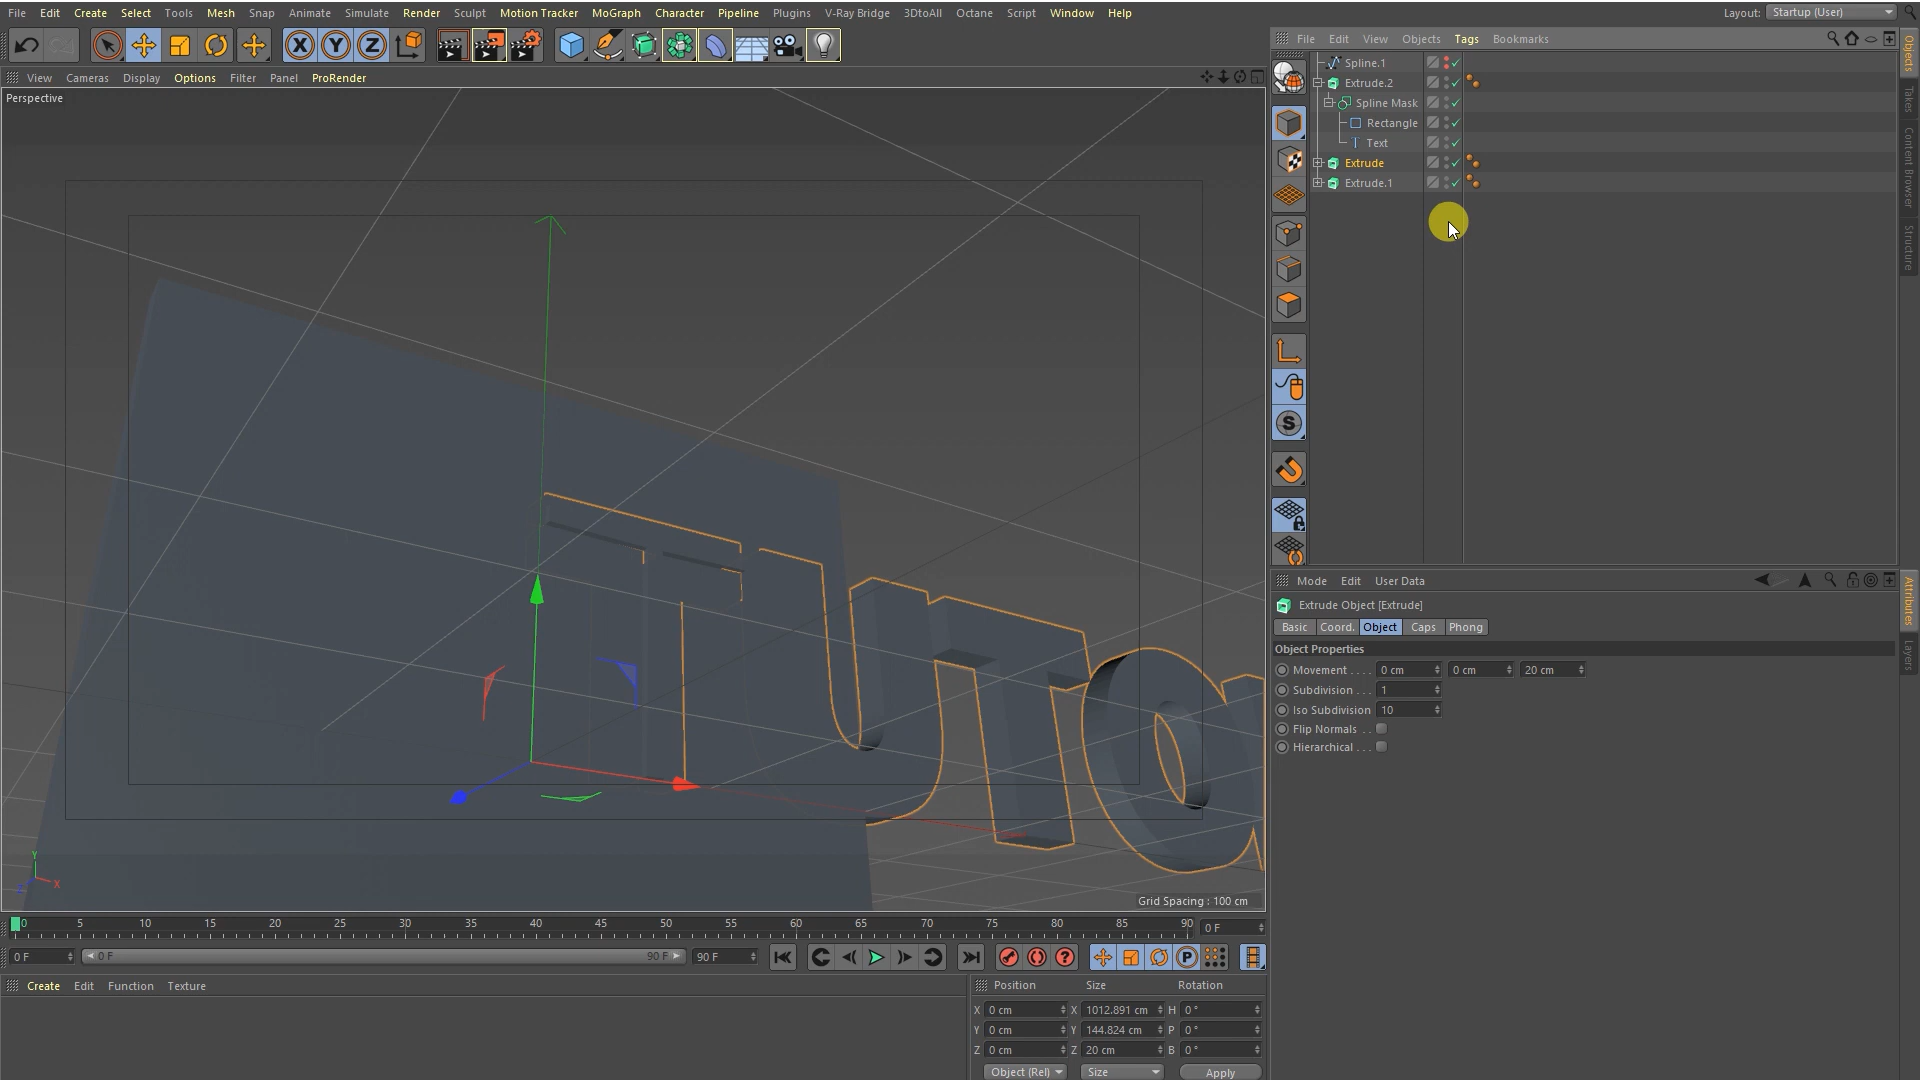 File Edit Create Select Tools Mesh Snap Animate Simulate Render Sculpt Motion Tracker MoGraph Character Pipeline Plugins V-Ray Bridge 3DtoAll Octane Script Window Help Layout: Startup (User)
X Y Z
File Edit View Objects Tags Bookmarks
View Cameras Display Options Filter Panel ProRender
Perspective
Spline.1
Extrude.2
Spline Mask
Rectangle
Text
Extrude
Extrude.1
Objects
Takes
Content Browser
Structure
S
Mode Edit User Data
Extrude Object [Extrude]
Basic Coord. Object Caps Phong
Object Properties
Movement . . . . 0 cm 0 cm 20 cm
Subdivision . . . 1
Iso Subdivision 10
Flip Normals . .
Hierarchical . . .
Attributes
Layers
Y
X
Z
Grid Spacing : 100 cm
0 5 10 15 20 25 30 35 40 45 50 55 60 65 70 75 80 85 90 0 F
0 F 0 F 90 F 90 F P
Create Edit Function Texture
Position Size Rotation
X 0 cm X 1012.891 cm H 0 °
Y 0 cm Y 144.824 cm P 0 °
Z 0 cm Z 20 cm B 0 °
Object (Rel) Size Apply